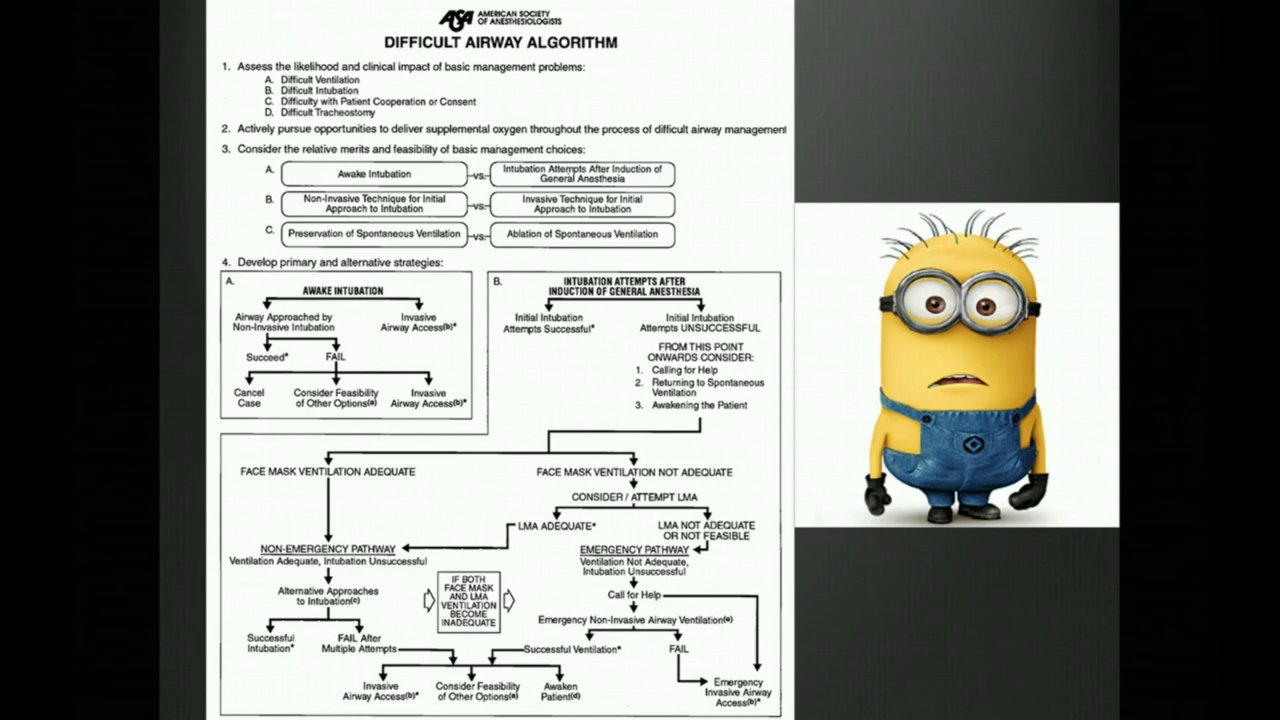 ASA AMERICAN SOCIETY
OF ANESTHESIOLOGISTS
DIFFICULT AIRWAY ALGORITHM
1. Assess the likelihood and clinical impact of basic management problems:
A. Difficult Ventilation
B. Difficult Intubation
C. Difficulty with Patient Cooperation or Consent
D. Difficult Tracheostomy
2. Actively pursue opportunities to deliver supplemental oxygen throughout the process of difficult airway management
3. Consider the relative merits and feasibility of basic management choices:
A. Awake Intubation vs. Intubation Attempts After Induction of
General Anesthesia
B. Non-Invasive Technique for Initial
Approach to Intubation
vs.
Invasive Technique for Initial
Approach to Intubation
C. Preservation of Spontaneous Ventilation vs. Ablation of Spontaneous Ventilation
4. Develop primary and alternative strategies:
A.
AWAKE INTUBATION
Airway Approached by
Non-Invasive Intubation
Invasive
Airway Access(b)*
Succeed*
FAIL
Cancel
Case
Consider Feasibility
of Other Options(a)
Invasive
Airway Access(b)*
B.
INTUBATION ATTEMPTS AFTER
INDUCTION OF GENERAL ANESTHESIA
Initial Intubation
Attempts Successful*
Initial Intubation
Attempts UNSUCCESSFUL
FROM THIS POINT
ONWARDS CONSIDER:
1. Calling for Help
2. Returning to Spontaneous
Ventilation
3. Awakening the Patient
FACE MASK VENTILATION ADEQUATE
FACE MASK VENTILATION NOT ADEQUATE
CONSIDER / ATTEMPT LMA
LMA ADEQUATE*
LMA NOT ADEQUATE
OR NOT FEASIBLE
NON-EMERGENCY PATHWAY
Ventilation Adequate, Intubation Unsuccessful
EMERGENCY PATHWAY
Ventilation Not Adequate,
Intubation Unsuccessful
Alternative Approaches
to Intubation(c)
IF BOTH
FACE MASK
AND LMA
VENTILATION
BECOME
INADEQUATE
Call for Help
Emergency Non-Invasive Airway Ventilation(e)
Successful
Intubation*
FAIL After
Multiple Attempts
Successful Ventilation*
FAIL
Invasive
Airway Access(b)*
Consider Feasibility
of Other Options(a)
Awaken
Patient(d)
Emergency
Invasive Airway
Access(b)*